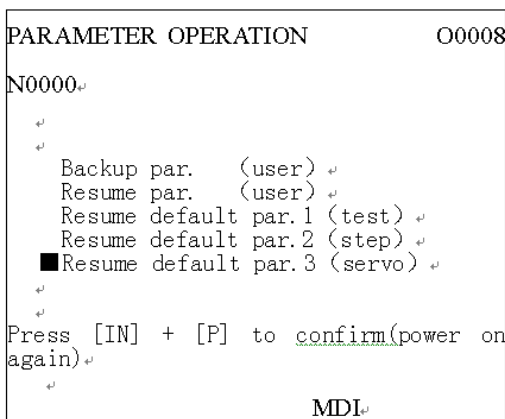 PARAMETER OPERATION O0008
N0000
Backup par. (user)
Resume par. (user)
Resume default par.1 (test)
Resume default par.2 (step)
Resume default par.3 (servo)
Press [IN] + [P] to confirm(power on
again)
MDI